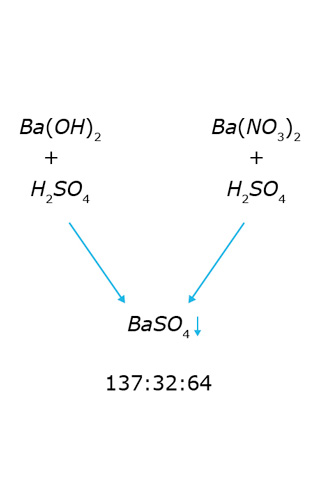 Ba(OH)₂ Ba(NO₃)₂
+ +
H₂SO₄ H₂SO₄
BaSO₄↓
137:32:64